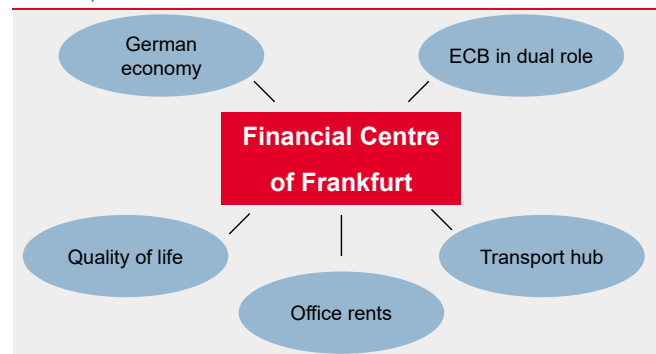 German
economy
ECB in dual role
Financial Centre
of Frankfurt
Quality of life
Transport hub
Office rents